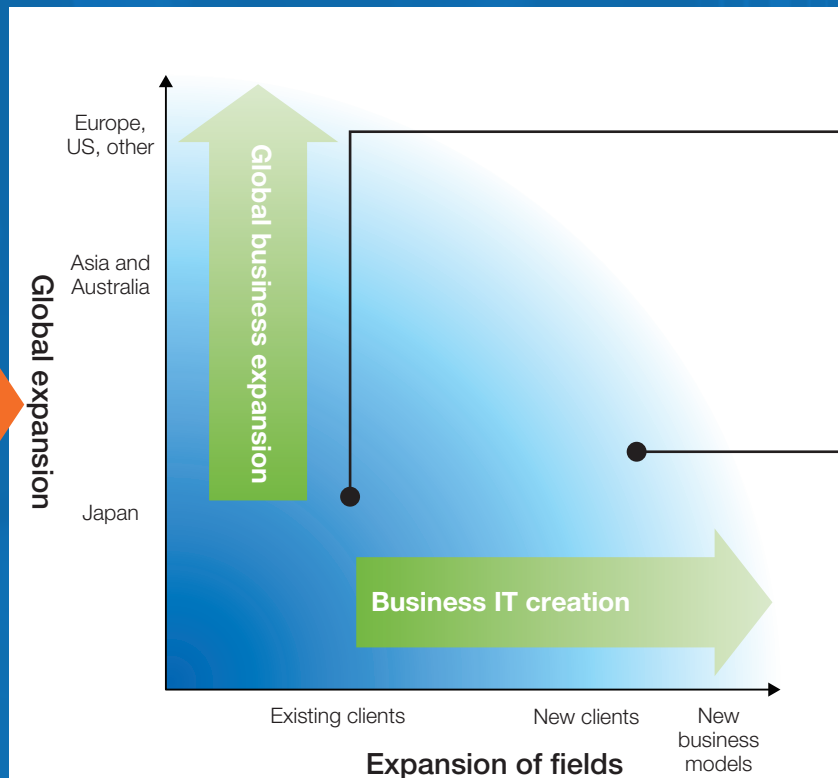 Europe,
US, other
Asia and
Australia
Japan
Global expansion
Global business expansion
Business IT creation
Existing clients
New clients
New
business
models
Expansion of fields